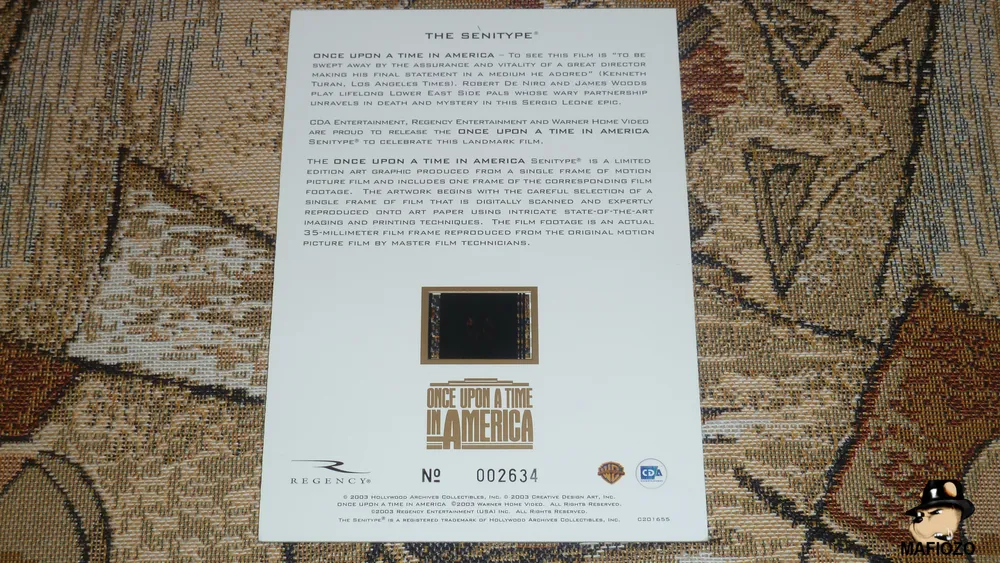 THE SENITYPE®
ONCE UPON A TIME IN AMERICA – TO SEE THIS FILM IS "TO BE
SWEPT AWAY BY THE ASSURANCE AND VITALITY OF A GREAT DIRECTOR
MAKING HIS FINAL STATEMENT IN A MEDIUM HE ADORED" (KENNETH
TURAN, LOS ANGELES TIMES). ROBERT DE NIRO AND JAMES WOODS
PLAY LIFELONG LOWER EAST SIDE PALS WHOSE WARY PARTNERSHIP
UNRAVELS IN DEATH AND MYSTERY IN THIS SERGIO LEONE EPIC.
CDA ENTERTAINMENT, REGENCY ENTERTAINMENT AND WARNER HOME VIDEO
ARE PROUD TO RELEASE THE ONCE UPON A TIME IN AMERICA
SENITYPE® TO CELEBRATE THIS LANDMARK FILM.
THE ONCE UPON A TIME IN AMERICA SENITYPE® IS A LIMITED
EDITION ART GRAPHIC PRODUCED FROM A SINGLE FRAME OF MOTION
PICTURE FILM AND INCLUDES ONE FRAME OF THE CORRESPONDING FILM
FOOTAGE. THE ARTWORK BEGINS WITH THE CAREFUL SELECTION OF A
SINGLE FRAME OF FILM THAT IS DIGITALLY SCANNED AND EXPERTLY
REPRODUCED ONTO ART PAPER USING INTRICATE STATE-OF-THE-ART
IMAGING AND PRINTING TECHNIQUES. THE FILM FOOTAGE IS AN ACTUAL
35-MILLIMETER FILM FRAME REPRODUCED FROM THE ORIGINAL MOTION
PICTURE FILM BY MASTER FILM TECHNICIANS.
ONCE UPON A TIME
IN AMERICA
REGENCY®
№ 002634
WB
CDA
© 2003 HOLLYWOOD ARCHIVES COLLECTIBLES, INC. © 2003 CREATIVE DESIGN ART, INC.
ONCE UPON A TIME IN AMERICA ©2003 WARNER HOME VIDEO. ALL RIGHTS RESERVED.
©2003 REGENCY ENTERTAINMENT (USA) INC. ALL RIGHTS RESERVED.
THE SENITYPE® IS A REGISTERED TRADEMARK OF HOLLYWOOD ARCHIVES COLLECTIBLES, INC. 0201655
MAFIOZO